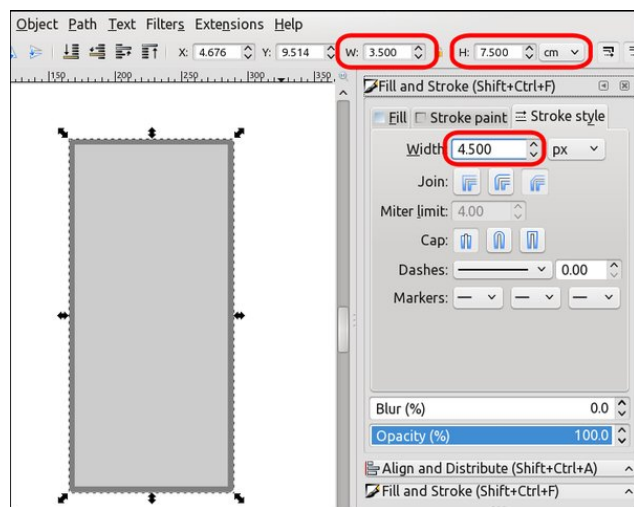 Object Path Text Filters Extensions Help
X: 4.676 Y: 9.514 W: 3.500 H: 7.500 cm
150 200 250 300 350
Fill and Stroke (Shift+Ctrl+F)
Fill Stroke paint Stroke style
Width: 4.500 px
Join:
Miter limit: 4.00
Cap:
Dashes: 0.00
Markers:
Blur (%) 0.0
Opacity (%) 100.0
Align and Distribute (Shift+Ctrl+A)
Fill and Stroke (Shift+Ctrl+F)